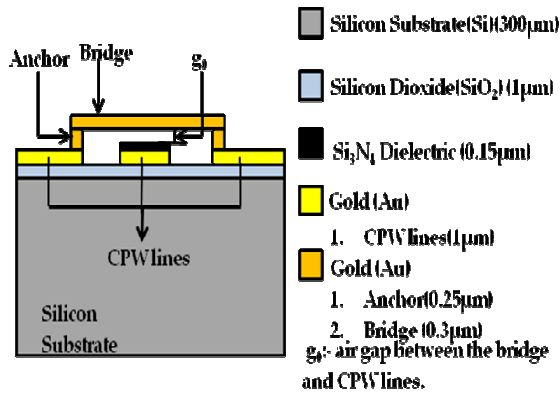 Anchor
Bridge
g₀
CPW lines
Silicon
Substrate
Silicon Substrate(Si)(300µm)
Silicon Dioxide(SiO₂) (1µm)
Si₃N₄ Dielectric (0.15µm)
Gold (Au)
1. CPW lines(1µm)
Gold (Au)
1. Anchor(0.25µm)
2. Bridge (0.3µm)
g₀:- air gap between the bridge
and CPW lines.